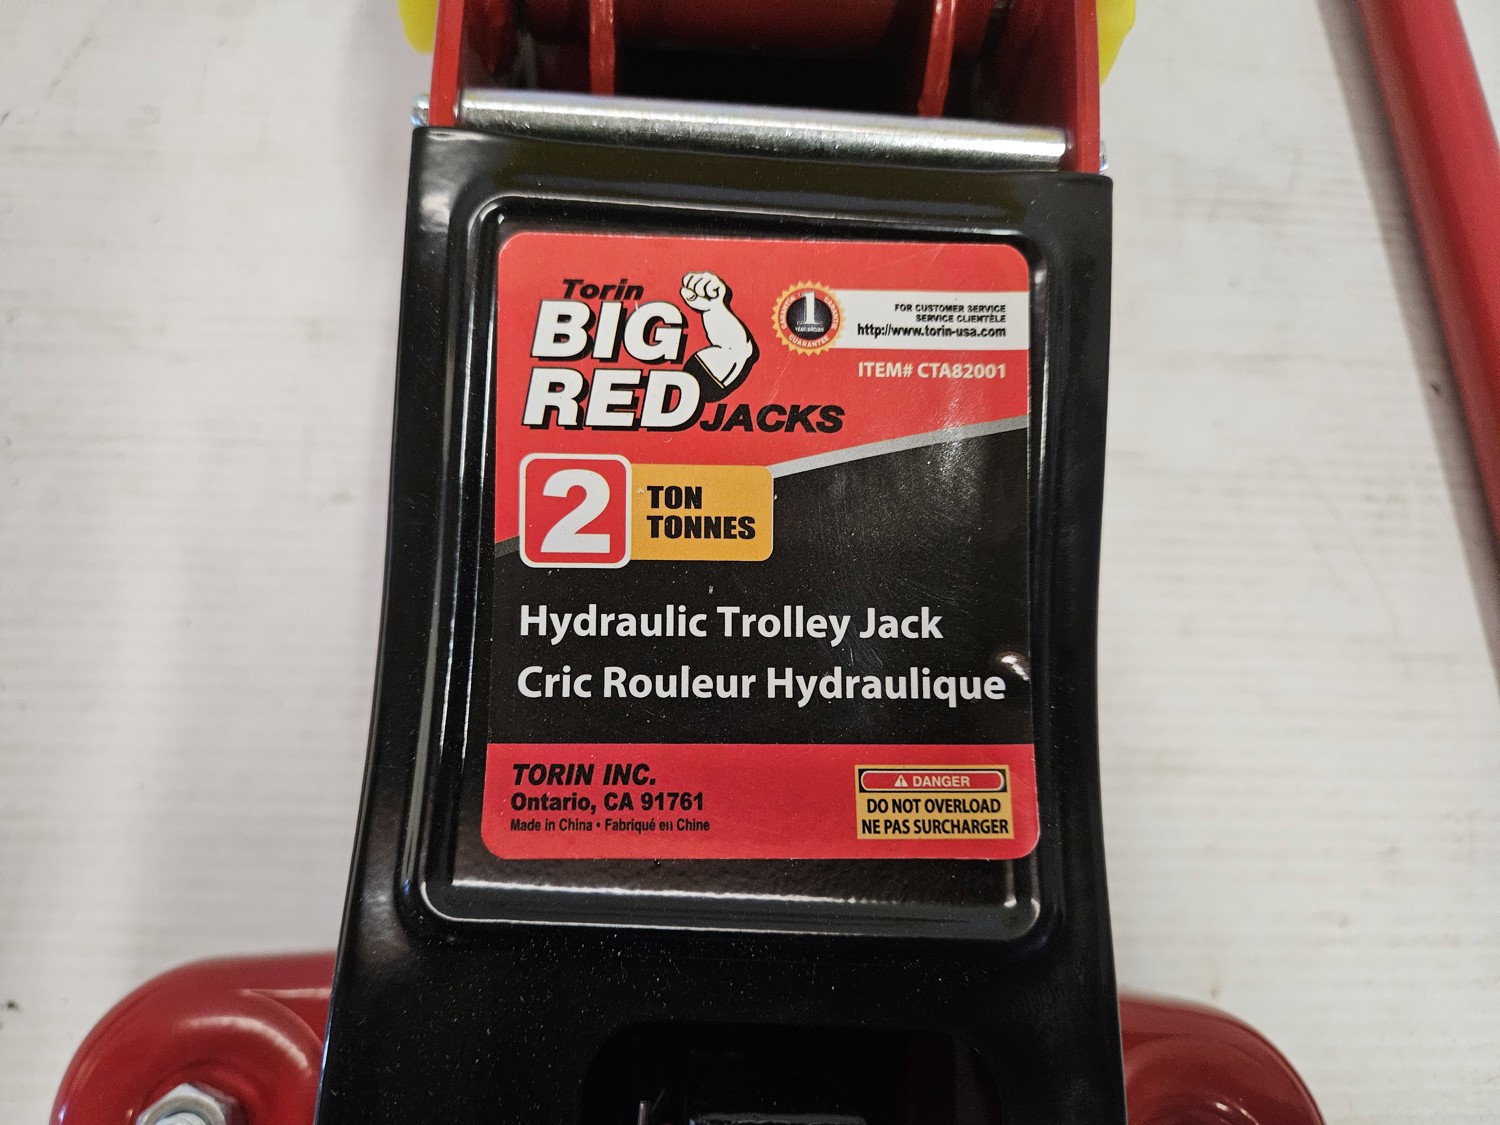 Torin
BIG
RED JACKS
1
GUARANTEE
FOR CUSTOMER SERVICE
SERVICE CLIENTÈLE
http://www.torin-usa.com
ITEM# CTA82001
2
TON
TONNES
Hydraulic Trolley Jack
Cric Rouleur Hydraulique
TORIN INC.
Ontario, CA 91761
Made in China • Fabriqué en Chine
DANGER
DO NOT OVERLOAD
NE PAS SURCHARGER